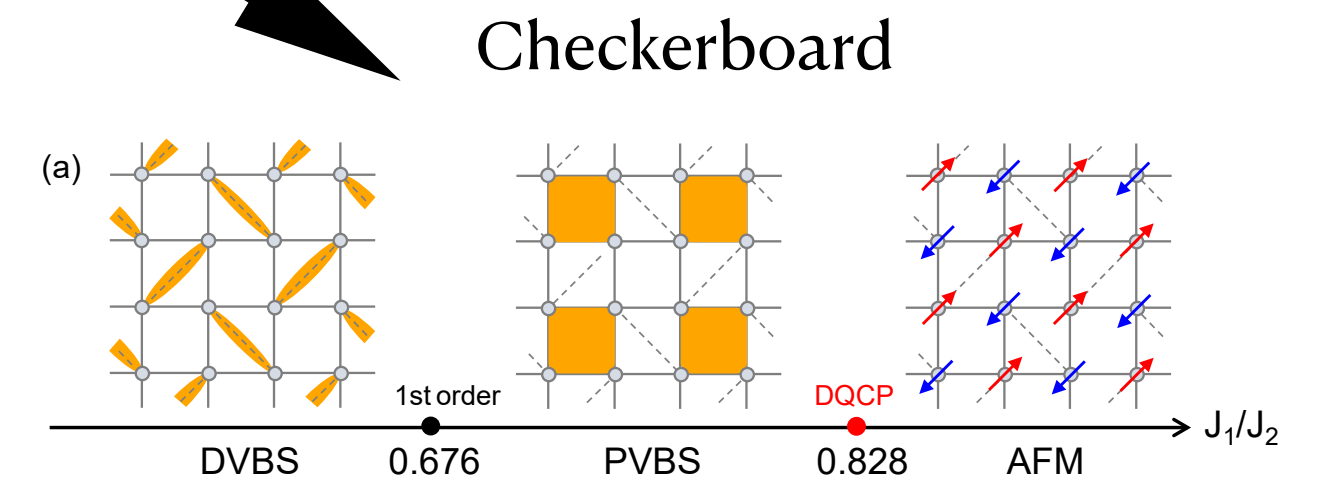 Checkerboard
(a)
1st order
DQCP
J₁/J₂
DVBS 0.676 PVBS 0.828 AFM